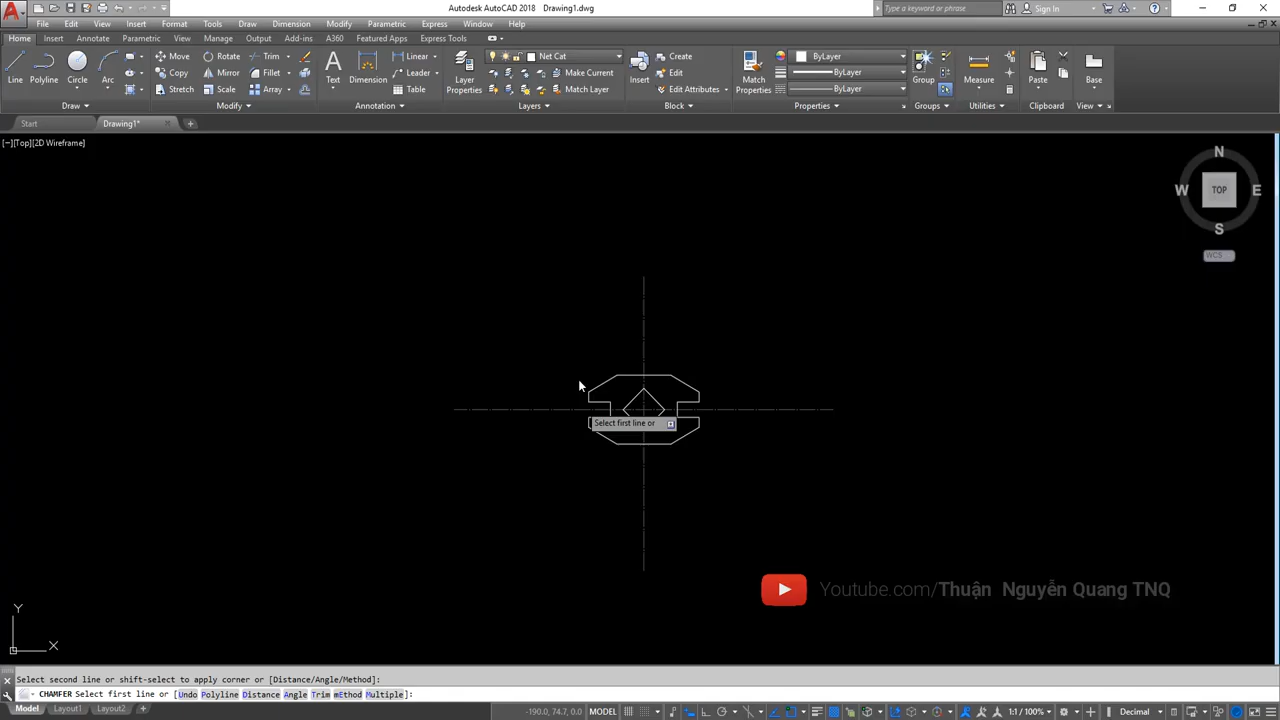 Autodesk AutoCAD 2018 Drawing1.dwg
Type a keyword or phrase
Sign In
File Edit View Insert Format Tools Draw Dimension Modify Parametric Express Window Help
Home Insert Annotate Parametric View Manage Output Add-ins A360 Featured Apps Express Tools
Line Polyline Circle Arc
Move Rotate Trim
Copy Mirror Fillet
Stretch Scale Array
Text Dimension
Linear
Leader
Table
Layer Properties
Net Cat
Make Current
Match Layer
Insert
Create
Edit
Edit Attributes
Match Properties
ByLayer
ByLayer
ByLayer
Group
Measure
Paste
Base
Draw Modify Annotation Layers Block Properties Groups Utilities Clipboard View
Start Drawing1*
[−][Top][2D Wireframe]
N
W TOP E
S
WCS
Select first line or
Youtube.com/Thuận Nguyễn Quang TNQ
Y
X
Select second line or shift-select to apply corner or [Distance/Angle/Method]:
CHAMFER Select first line or [Undo Polyline Distance Angle Trim mEthod Multiple]:
Model Layout1 Layout2
-190.0, 74.7, 0.0 MODEL 1:1 / 100% Decimal